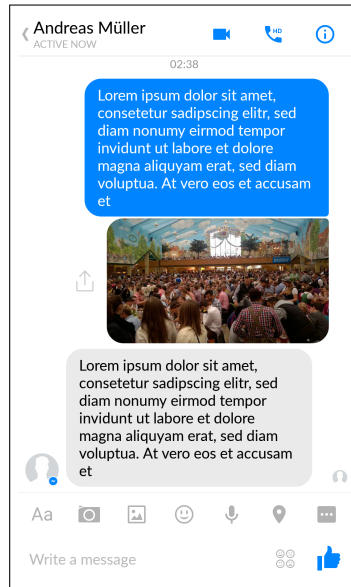 Andreas Müller
HD
ACTIVE NOW
02:38
Lorem ipsum dolor sit amet,
consetetur sadipscing elitr, sed
diam nonumy eirmod tempor
invidunt ut labore et dolore
magna aliquyam erat, sed diam
voluptua. At vero eos et accusam
et
Lorem ipsum dolor sit amet,
consetetur sadipscing elitr, sed
diam nonumy eirmod tempor
invidunt ut labore et dolore
magna aliquyam erat, sed diam
voluptua. At vero eos et accusam
et
Aa
Write a message